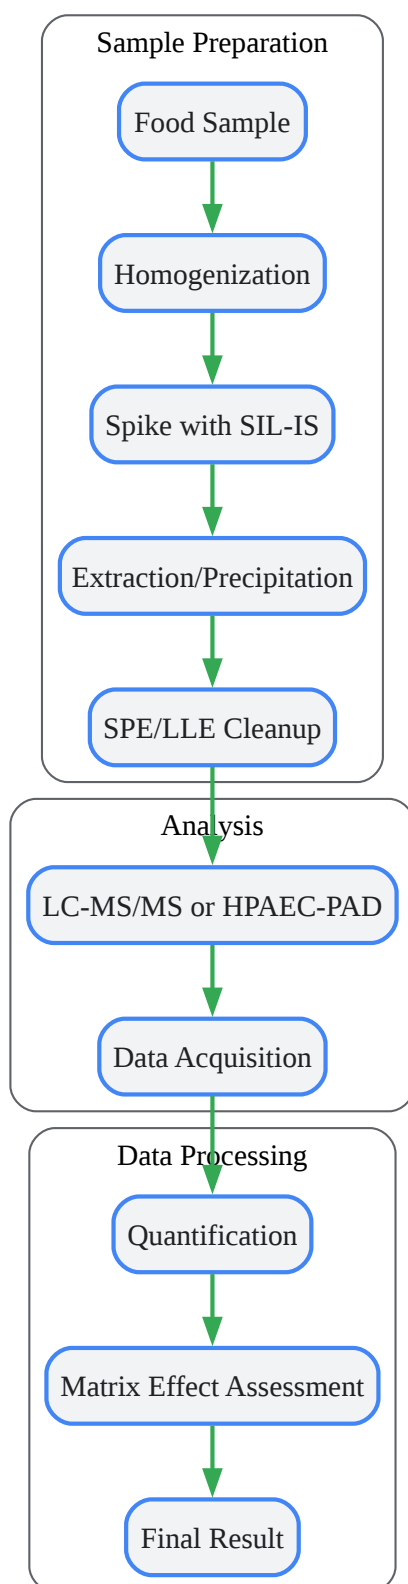 Sample Preparation
Food Sample
Homogenization
Spike with SIL-IS
Extraction/Precipitation
SPE/LLE Cleanup
Analysis
LC-MS/MS or HPAEC-PAD
Data Acquisition
Data Processing
Quantification
Matrix Effect Assessment
Final Result